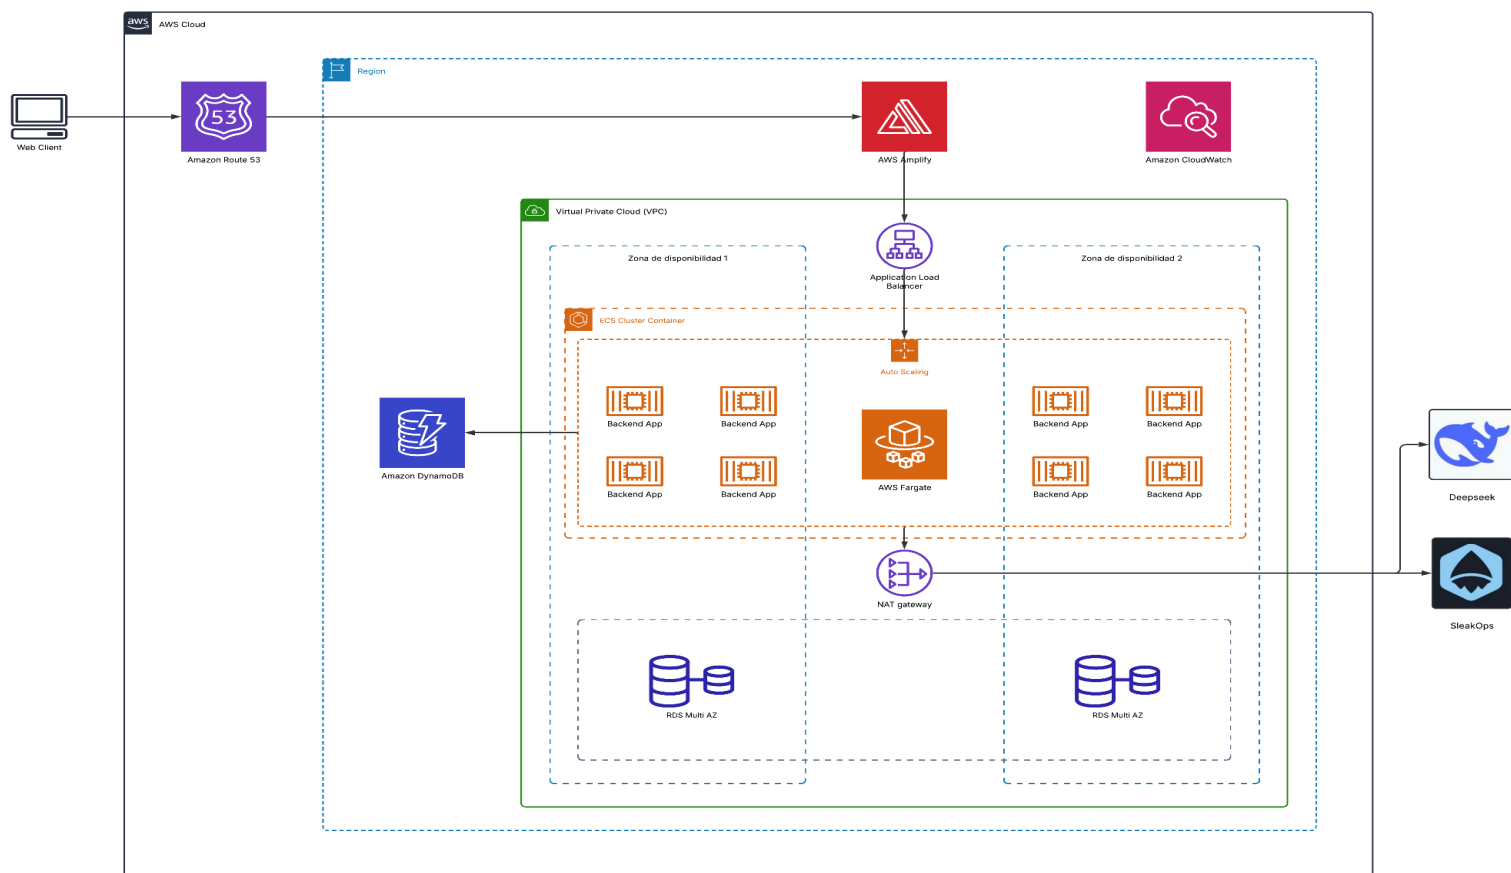 aws
AWS Cloud
Region
Web Client
53
Amazon Route 53
AWS Amplify
Amazon CloudWatch
Virtual Private Cloud (VPC)
Zona de disponibilidad 1
Zona de disponibilidad 2
Application Load
Balancer
ECS Cluster Container
Auto Scaling
Backend App
Backend App
Backend App
Backend App
Backend App
Backend App
Backend App
Backend App
AWS Fargate
Amazon DynamoDB
Deepseek
NAT gateway
SleakOps
RDS Multi AZ
RDS Multi AZ